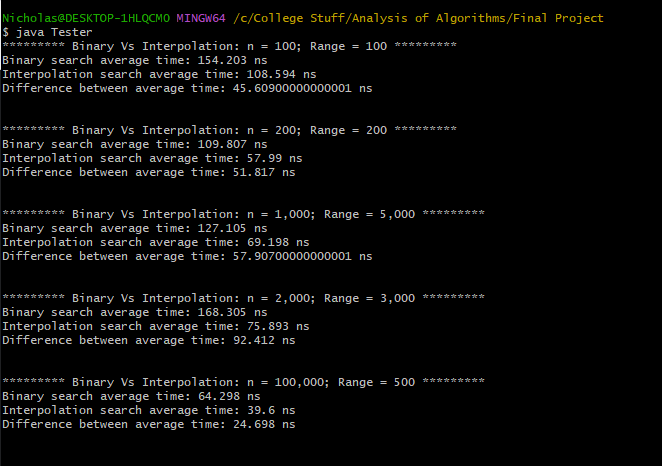 Nicholas@DESKTOP-1HLQCMO MINGW64 /c/College Stuff/Analysis of Algorithms/Final Project
$ java Tester
********* Binary Vs Interpolation: n = 100; Range = 100 *********
Binary search average time: 154.203 ns
Interpolation search average time: 108.594 ns
Difference between average time: 45.60900000000001 ns
********* Binary Vs Interpolation: n = 200; Range = 200 *********
Binary search average time: 109.807 ns
Interpolation search average time: 57.99 ns
Difference between average time: 51.817 ns
********* Binary Vs Interpolation: n = 1,000; Range = 5,000 *********
Binary search average time: 127.105 ns
Interpolation search average time: 69.198 ns
Difference between average time: 57.90700000000001 ns
********* Binary Vs Interpolation: n = 2,000; Range = 3,000 *********
Binary search average time: 168.305 ns
Interpolation search average time: 75.893 ns
Difference between average time: 92.412 ns
********* Binary Vs Interpolation: n = 100,000; Range = 500 *********
Binary search average time: 64.298 ns
Interpolation search average time: 39.6 ns
Difference between average time: 24.698 ns